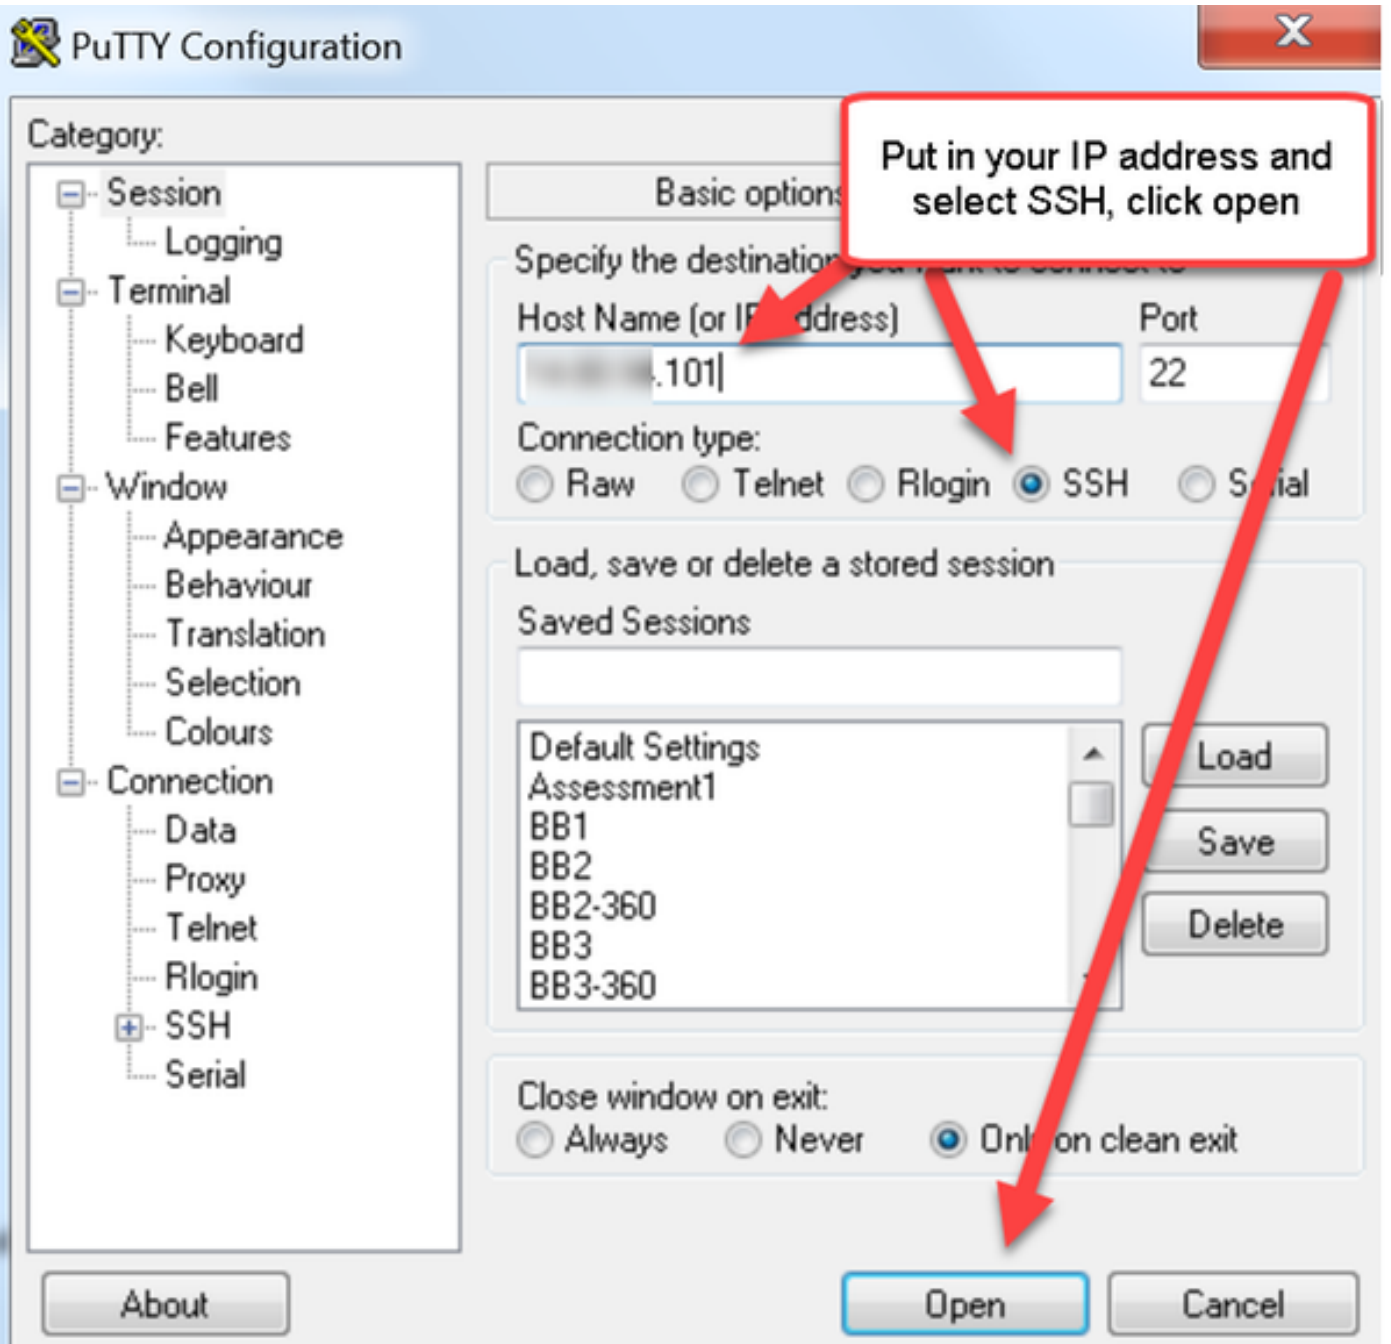 PuTTY Configuration
Category:
Session
Logging
Terminal
Keyboard
Bell
Features
Window
Appearance
Behaviour
Translation
Selection
Colours
Connection
Data
Proxy
Telnet
Rlogin
SSH
Serial
Put in your IP address and
select SSH, click open
Basic options
Specify the destination
Host Name (or IP address)
Port
.101
22
Connection type:
Raw Telnet Rlogin SSH Serial
Load, save or delete a stored session
Saved Sessions
Default Settings
Assessment1
BB1
BB2
BB2-360
BB3
BB3-360
Load
Save
Delete
Close window on exit:
Always Never Only on clean exit
About
Open
Cancel